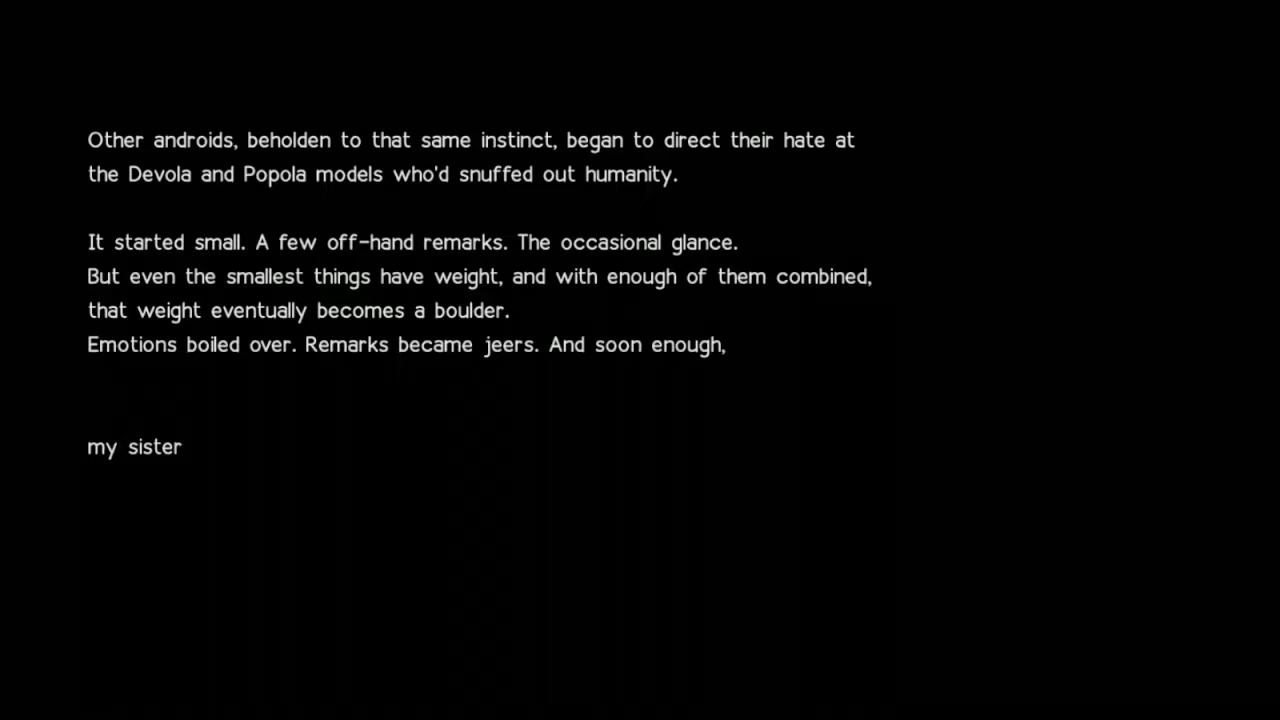 Other androids, beholden to that same instinct, began to direct their hate at
the Devola and Popola models who'd snuffed out humanity.
It started small. A few off-hand remarks. The occasional glance.
But even the smallest things have weight, and with enough of them combined,
that weight eventually becomes a boulder.
Emotions boiled over. Remarks became jeers. And soon enough,
my sister